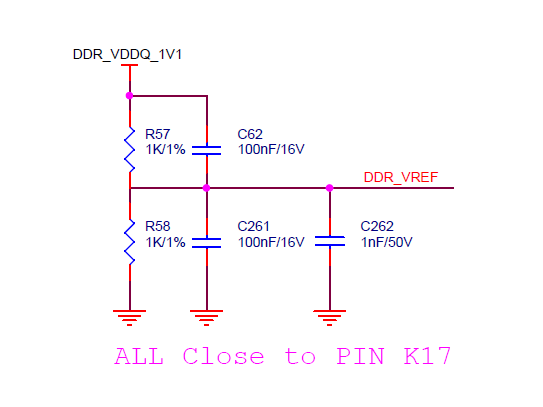 DDR_VDDQ_1V1
R57
1K/1%
C62
100nF/16V
DDR_VREF
R58
1K/1%
C261
100nF/16V
C262
1nF/50V
ALL Close to PIN K17